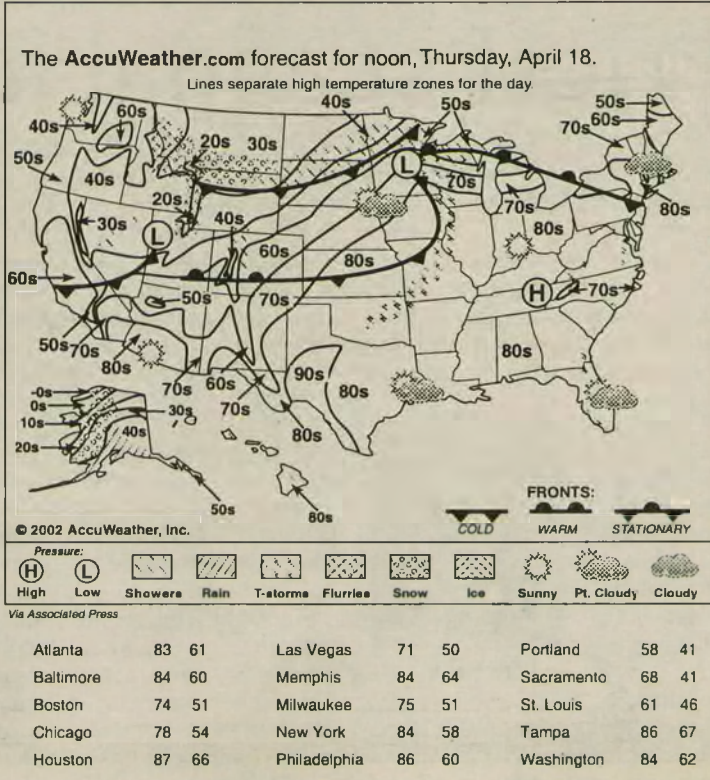 The AccuWeather.com forecast for noon, Thursday, April 18.
Lines separate high temperature zones for the day.
40s 50s 50s
60s 60s
40s 70s
20s 30s
50s 40s 70s 80s
20s 70s
30s 40s 80s
L L
60s 60s 80s
50s 70s H 70s
50s 70s 80s 80s
70s 60s 90s 80s
70s
-0s 80s
0s 30s
10s 40s
20s
50s 80s
FRONTS:
COLD WARM STATIONARY
© 2002 AccuWeather, Inc.
Pressure:
H L
High Low Showers Rain T-storms Flurries Snow Ice Sunny Pt. Cloudy Cloudy
Via Associated Press
Atlanta 83 61 Las Vegas 71 50 Portland 58 41
Baltimore 84 60 Memphis 84 64 Sacramento 68 41
Boston 74 51 Milwaukee 75 51 St. Louis 61 46
Chicago 78 54 New York 84 58 Tampa 86 67
Houston 87 66 Philadelphia 86 60 Washington 84 62